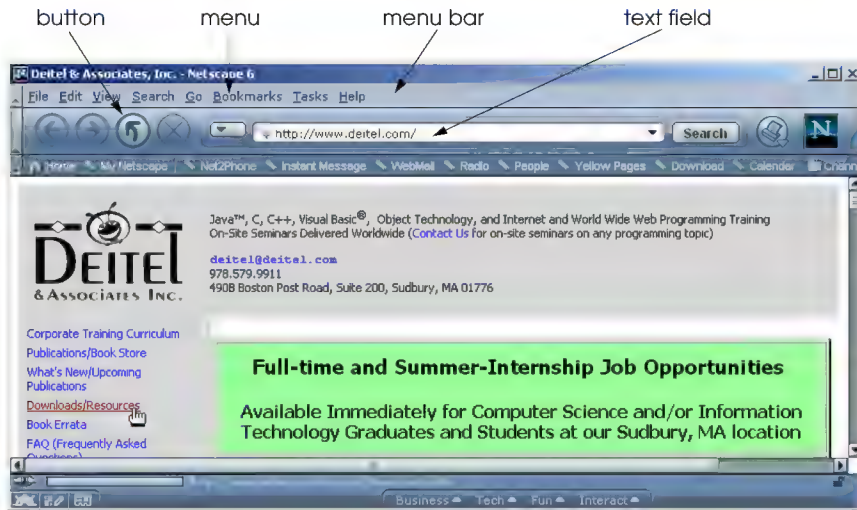 button menu menu bar text field
Deitel & Associates, Inc. - Netscape 6
File Edit View Search Go Bookmarks Tasks Help
http://www.deitel.com/ Search N
Home My Netscape Net2Phone Instant Message WebMail Radio People Yellow Pages Download Calendar Chann
DEITEL
& ASSOCIATES INC.
Java™, C, C++, Visual Basic®, Object Technology, and Internet and World Wide Web Programming Training
On-Site Seminars Delivered Worldwide (Contact Us for on-site seminars on any programming topic)
deitel@deitel.com
978.579.9911
490B Boston Post Road, Suite 200, Sudbury, MA 01776
Corporate Training Curriculum
Publications/Book Store
What's New/Upcoming
Publications
Downloads/Resources
Book Errata
FAQ (Frequently Asked
Questions)
Full-time and Summer-Internship Job Opportunities
Available Immediately for Computer Science and/or Information
Technology Graduates and Students at our Sudbury, MA location
Business Tech Fun Interact